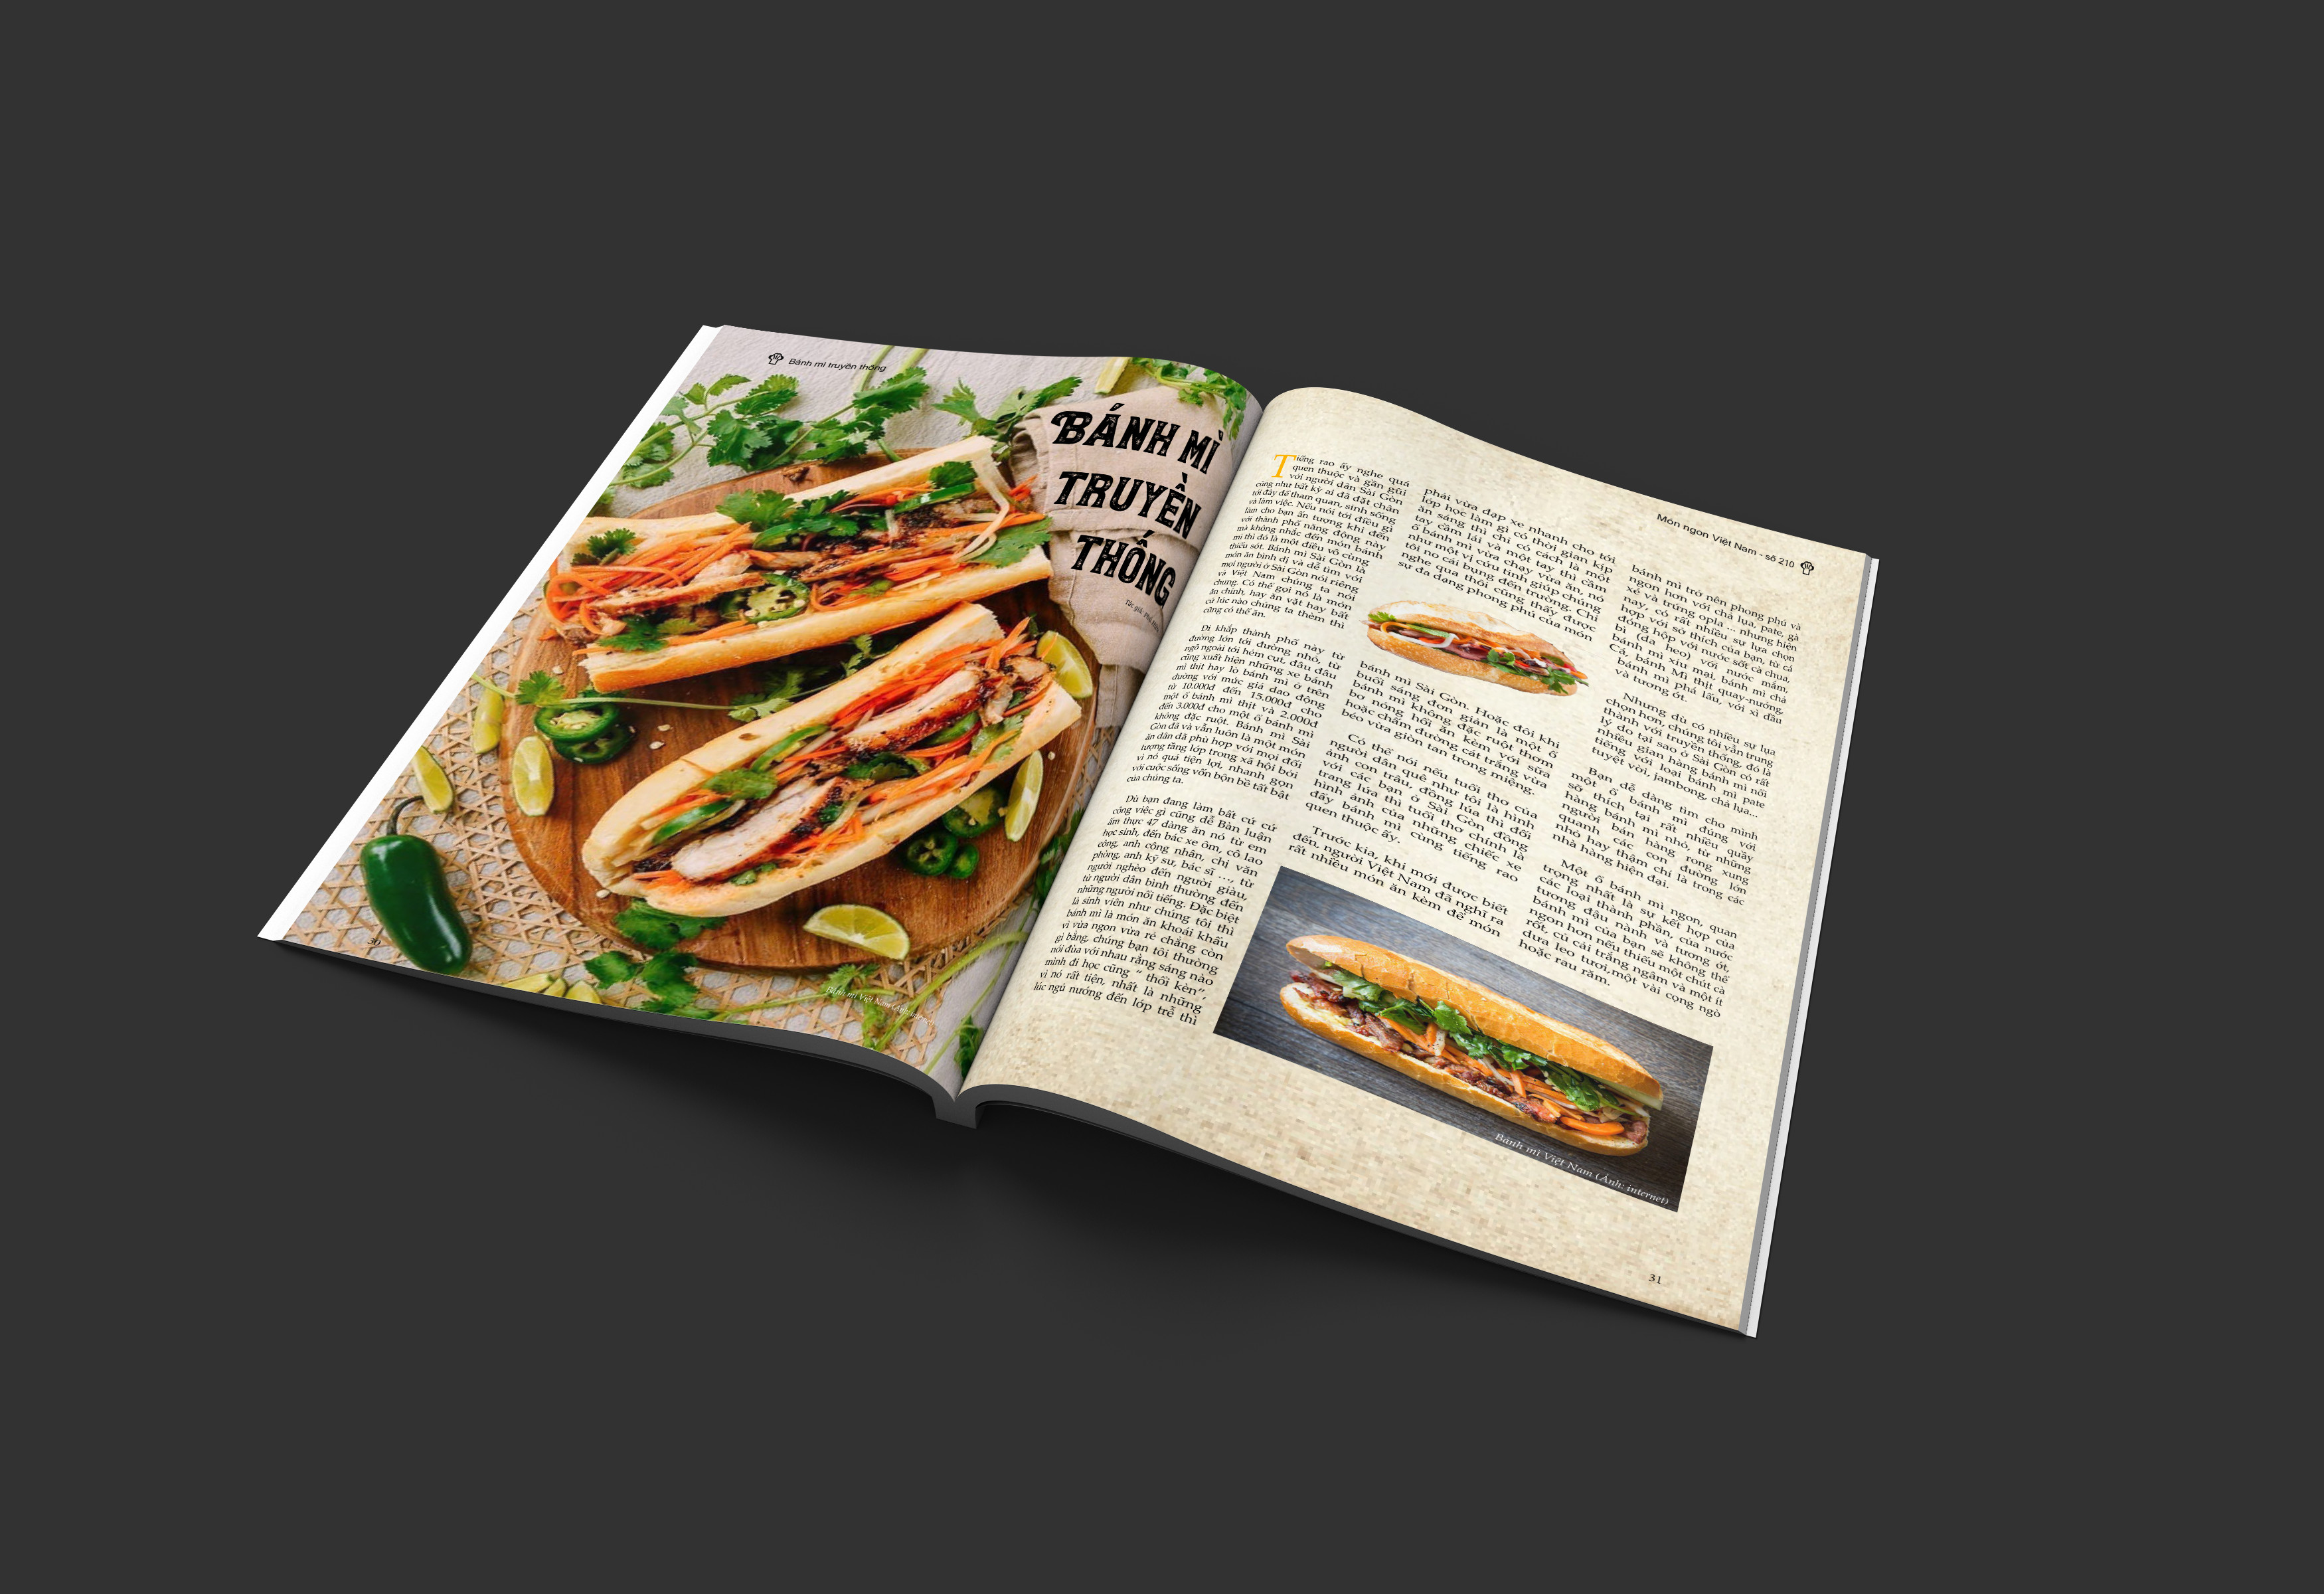 Bánh mì truyền thống
BÁNH MÌ
TRUYỀN
THỐNG
Tác giả:
30
Bánh mì Việt Nam (Ảnh: internet)
Món ngon Việt Nam - số 210
Tiếng rao ấy nghe quá
quen thuộc và gần gũi
với người dân Sài Gòn
cũng như bất kỳ ai đã đặt chân
tới đây để tham quan, sinh sống
và làm việc. Nếu nói tới điều gì
làm cho bạn ấn tượng khi đến
với thành phố năng động này
mà không nhắc đến món bánh
mì thì đó là một điều vô cùng
thiếu sót. Bánh mì Sài Gòn là
món ăn bình dị và dễ tìm với
mọi người ở Sài Gòn nói riêng
và Việt Nam chúng ta nói
chung. Có thể gọi nó là món
ăn chính, hay ăn vặt hay bất
cứ lúc nào chúng ta thèm thì
cũng có thể ăn.
Đi khắp thành phố này từ
đường lớn tới đường nhỏ, từ
ngõ ngoài tới hẻm cụt, đâu đâu
cũng xuất hiện những xe bánh
mì thịt hay lò bánh mì ở trên
đường với mức giá dao động
từ 10.000đ đến 15.000đ cho
một ổ bánh mì thịt và 2.000đ
đến 3.000đ cho một ổ bánh mì
không đặc ruột. Bánh mì Sài
Gòn đã và vẫn luôn là một món
ăn dân dã phù hợp với mọi đối
tượng tầng lớp trong xã hội bởi
vì nó quá tiện lợi, nhanh gọn
với cuộc sống vốn bộn bề tất bật
của chúng ta.
Dù bạn đang làm bất cứ cứ
công việc gì cũng dễ Bàn luận
ẩm thực 47 dàng ăn nó từ em
học sinh, đến bác xe ôm, cô lao
công, anh công nhân, chị văn
phòng, anh kỹ sư, bác sĩ …, từ
người nghèo đến người giàu,
từ người dân bình thường đến
những người nổi tiếng. Đặc biệt
là sinh viên như chúng tôi thì
bánh mì là món ăn khoái khẩu
vì vừa ngon vừa rẻ chẳng còn
gì bằng, chúng bạn tôi thường
nói đùa với nhau rằng sáng nào
mình đi học cũng “ thổi kèn”,
vì nó rất tiện, nhất là những
lúc ngủ nướng đến lớp trễ thì
phải vừa đạp xe nhanh cho tới
lớp học làm gì có thời gian kịp
ăn sáng thì chỉ có cách là một
tay cầm lái và một tay thì cầm
ổ bánh mì vừa chạy vừa ăn, nó
như một vị cứu tinh giúp chúng
tôi no cái bụng đến trường. Chỉ
nghe qua thôi cũng thấy được
sự đa dạng phong phú của món
bánh mì Sài Gòn. Hoặc đôi khi
buổi sáng đơn giản là một ổ
bánh mì không đặc ruột thơm
bơ nóng hổi ăn kèm với sữa
hoặc chấm đường cát trắng vừa
béo vừa giòn tan trong miệng.
Có thể nói nếu tuổi thơ của
người dân quê như tôi là hình
ảnh con trâu, đồng lúa thì đối
với các bạn ở Sài Gòn đồng
trang lứa thì tuổi thơ chính là
hình ảnh của những chiếc xe
đẩy bánh mì cùng tiếng rao
quen thuộc ấy.
Trước kia, khi mới được biết
đến, người Việt Nam đã nghĩ ra
rất nhiều món ăn kèm để món
bánh mì trở nên phong phú và
ngon hơn với chả lụa, pate, gà
xé và trứng opla ... nhưng hiện
nay, có rất nhiều sự lựa chọn
hợp với sở thích của bạn, từ cá
đóng hộp với nước sốt cà chua,
bì (da heo) với nước mắm,
bánh mì xíu mại, bánh mì chả
Cá, bánh Mì thịt quay-nướng,
bánh mì phá lấu, với xì dầu
và tương ớt.
Nhưng dù có nhiều sự lựa
chọn hơn, chúng tôi vẫn trung
thành với truyền thống, đó là
lý do tại sao ở Sài Gòn có rất
nhiều gian hàng bánh mì nổi
tiếng với loại bánh mì pate
tuyệt vời, jambong, chả lụa...
Bạn dễ dàng tìm cho mình
một ổ bánh mì đúng với
sở thích tại rất nhiều quầy
hàng bánh mì nhỏ, từ những
người bán hàng rong xung
quanh các con đường lớn
nhỏ hay thậm chí là trong các
nhà hàng hiện đại.
Một ổ bánh mì ngon, quan
trọng nhất là sự kết hợp của
các loại thành phần, của nước
tương đậu nành và tương ớt,
bánh mì của bạn sẽ không thể
ngon hơn nếu thiếu một chút cà
rốt, củ cải trắng ngâm và một ít
dưa leo tươi,một vài cọng ngò
hoặc rau răm.
Bánh mì Việt Nam (Ảnh: internet)
31